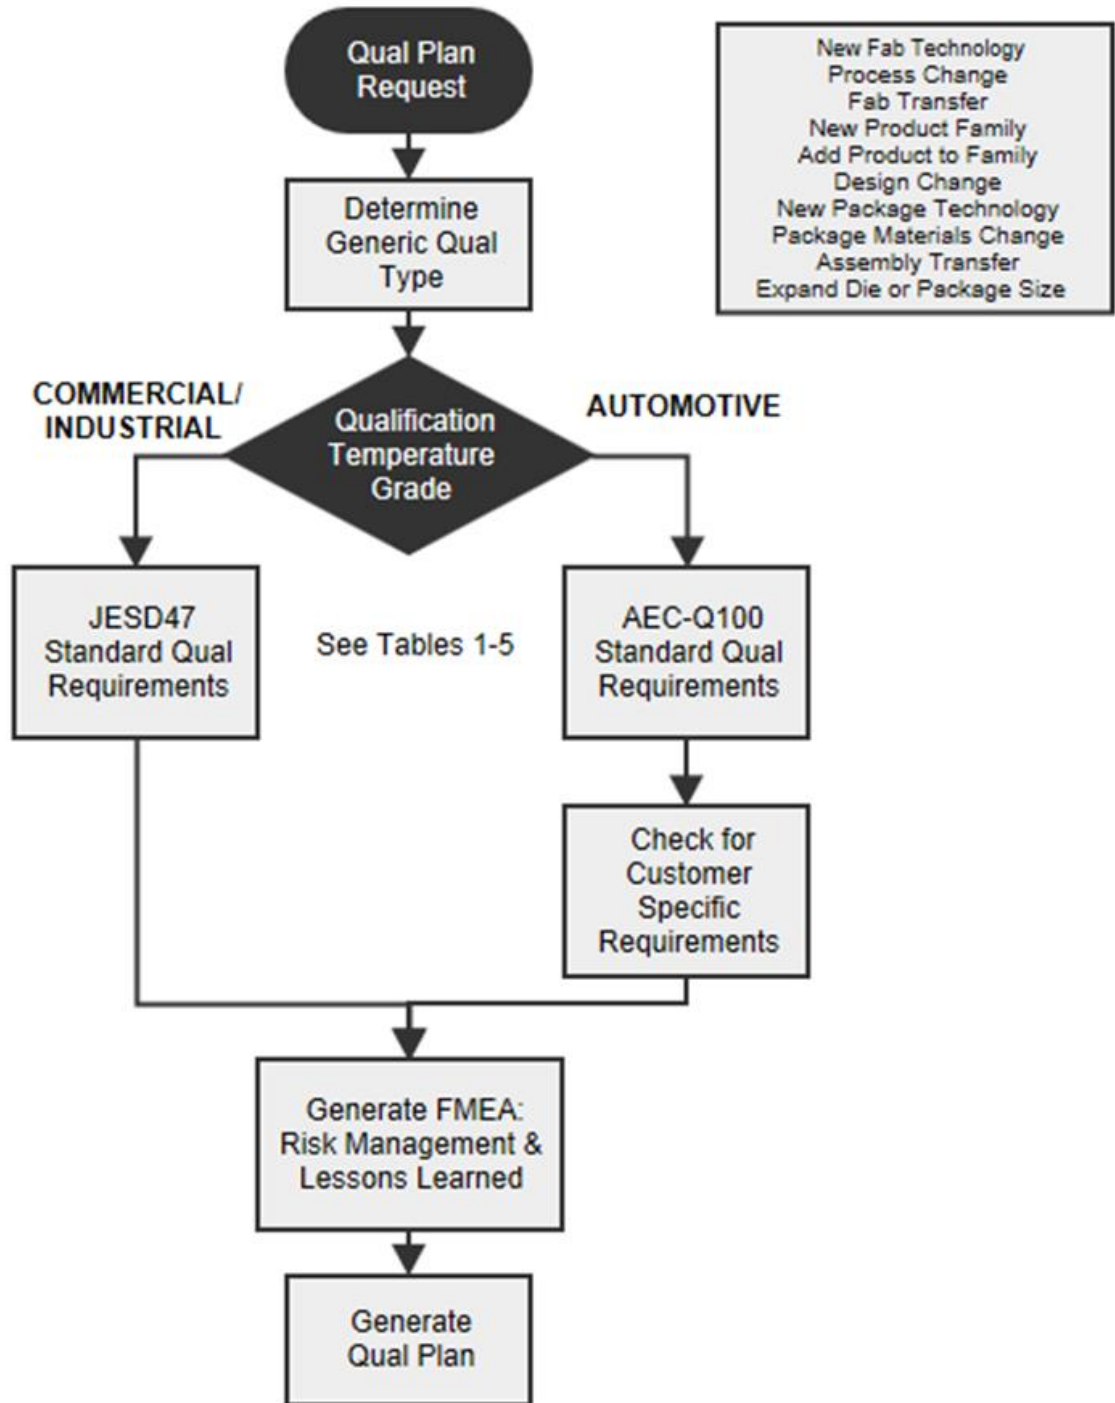 Qual Plan
Request
New Fab Technology
Process Change
Fab Transfer
New Product Family
Add Product to Family
Design Change
New Package Technology
Package Materials Change
Assembly Transfer
Expand Die or Package Size
Determine
Generic Qual
Type
COMMERCIAL/
INDUSTRIAL
Qualification
Temperature
Grade
AUTOMOTIVE
JESD47
Standard Qual
Requirements
See Tables 1-5
AEC-Q100
Standard Qual
Requirements
Check for
Customer
Specific
Requirements
Generate FMEA:
Risk Management &
Lessons Learned
Generate
Qual Plan